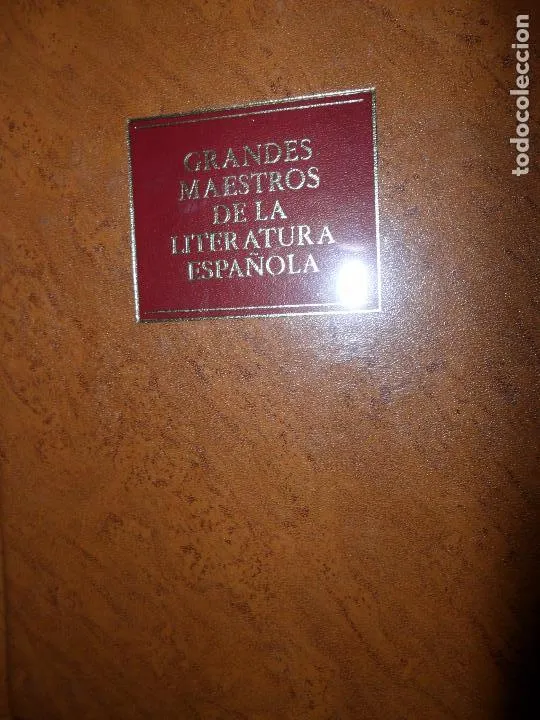 GRANDES
MAESTROS
DE LA
LITERATURA
ESPAÑOLA
todocoleccion